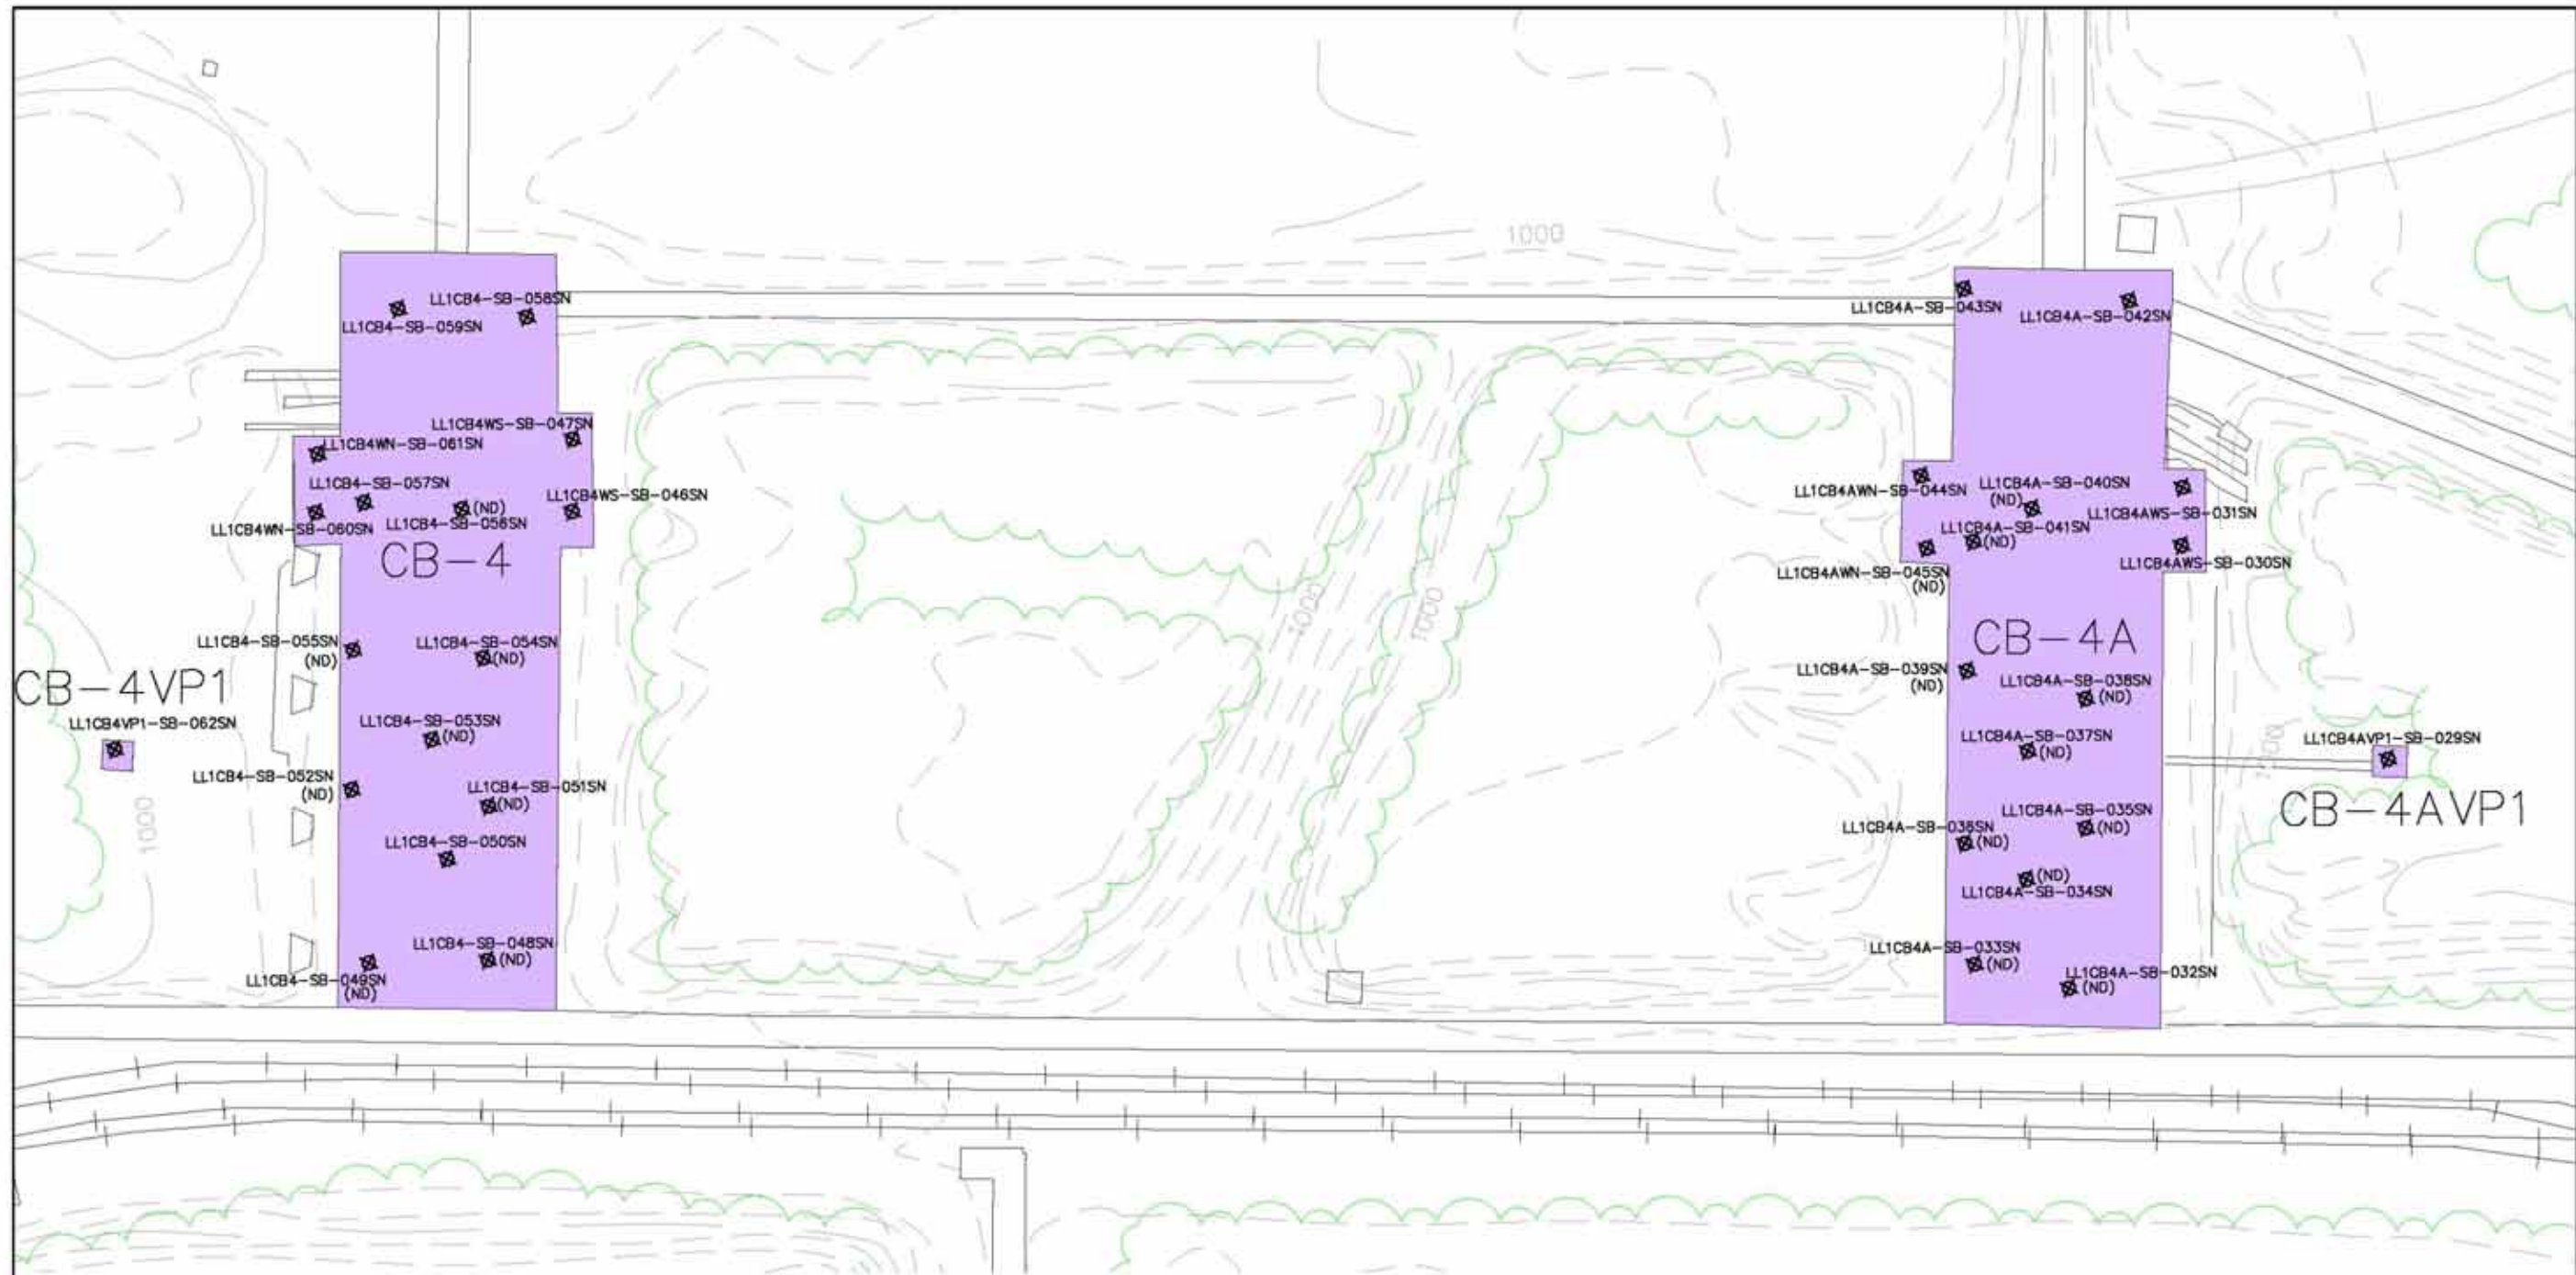 1000
LL1CB4-SB-058SN
LL1CB4-SB-059SN
LL1CB4A-SB-043SN
LL1CB4A-SB-042SN
LL1CB4WS-SB-047SN
LL1CB4WN-SB-061SN
LL1CB4-SB-057SN
(ND)
LL1CB4-SB-056SN
LL1CB4WS-SB-046SN
LL1CB4WN-SB-060SN
CB-4
LL1CB4AWN-SB-044SN
LL1CB4A-SB-040SN
(ND)
LL1CB4AWS-SB-031SN
LL1CB4A-SB-041SN
(ND)
LL1CB4AWS-SB-030SN
LL1CB4AWN-SB-045SN
(ND)
1000
1000
CB-4A
LL1CB4-SB-055SN
(ND)
LL1CB4-SB-054SN
(ND)
CB-4VP1
LL1CB4VP1-SB-062SN
LL1CB4-SB-053SN
(ND)
LL1CB4-SB-052SN
(ND)
LL1CB4-SB-051SN
(ND)
1000
LL1CB4-SB-050SN
LL1CB4-SB-048SN
(ND)
LL1CB4-SB-049SN
(ND)
LL1CB4A-SB-039SN
(ND)
LL1CB4A-SB-038SN
(ND)
LL1CB4A-SB-037SN
(ND)
1000
LL1CB4AVP1-SB-029SN
CB-4AVP1
LL1CB4A-SB-035SN
(ND)
LL1CB4A-SB-036SN
(ND)
(ND)
LL1CB4A-SB-034SN
LL1CB4A-SB-033SN
(ND)
LL1CB4A-SB-032SN
(ND)